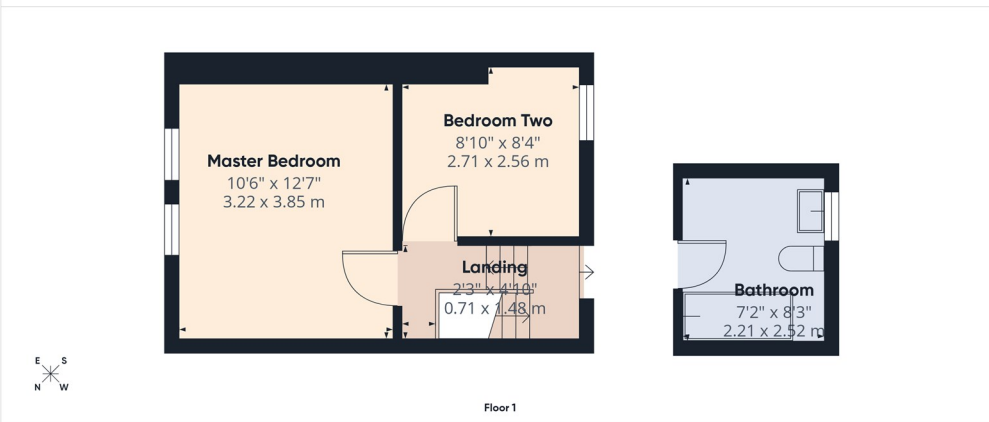 Master Bedroom
10'6" x 12'7"
3.22 x 3.85 m
Bedroom Two
8'10" x 8'4"
2.71 x 2.56 m
Landing
2'3" x 4'10"
0.71 x 1.48 m
Bathroom
7'2" x 8'3"
2.21 x 2.52 m
E S
N W
Floor 1